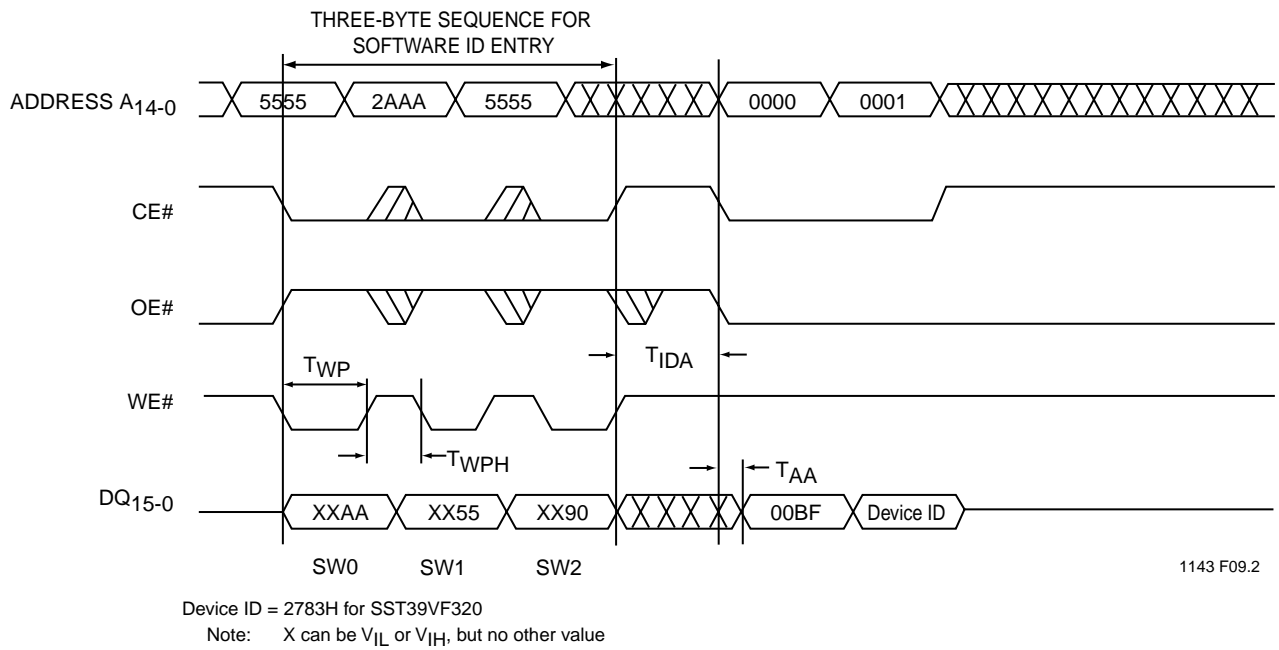 THREE-BYTE SEQUENCE FOR
SOFTWARE ID ENTRY
ADDRESS A14-0
5555 2AAA 5555 0000 0001
CE#
OE#
TWP
TIDA
WE#
TWPH
TAA
DQ15-0
XXAA XX55 XX90 00BF Device ID
SW0 SW1 SW2
1143 F09.2
Device ID = 2783H for SST39VF320
Note: X can be VIL or VIH, but no other value